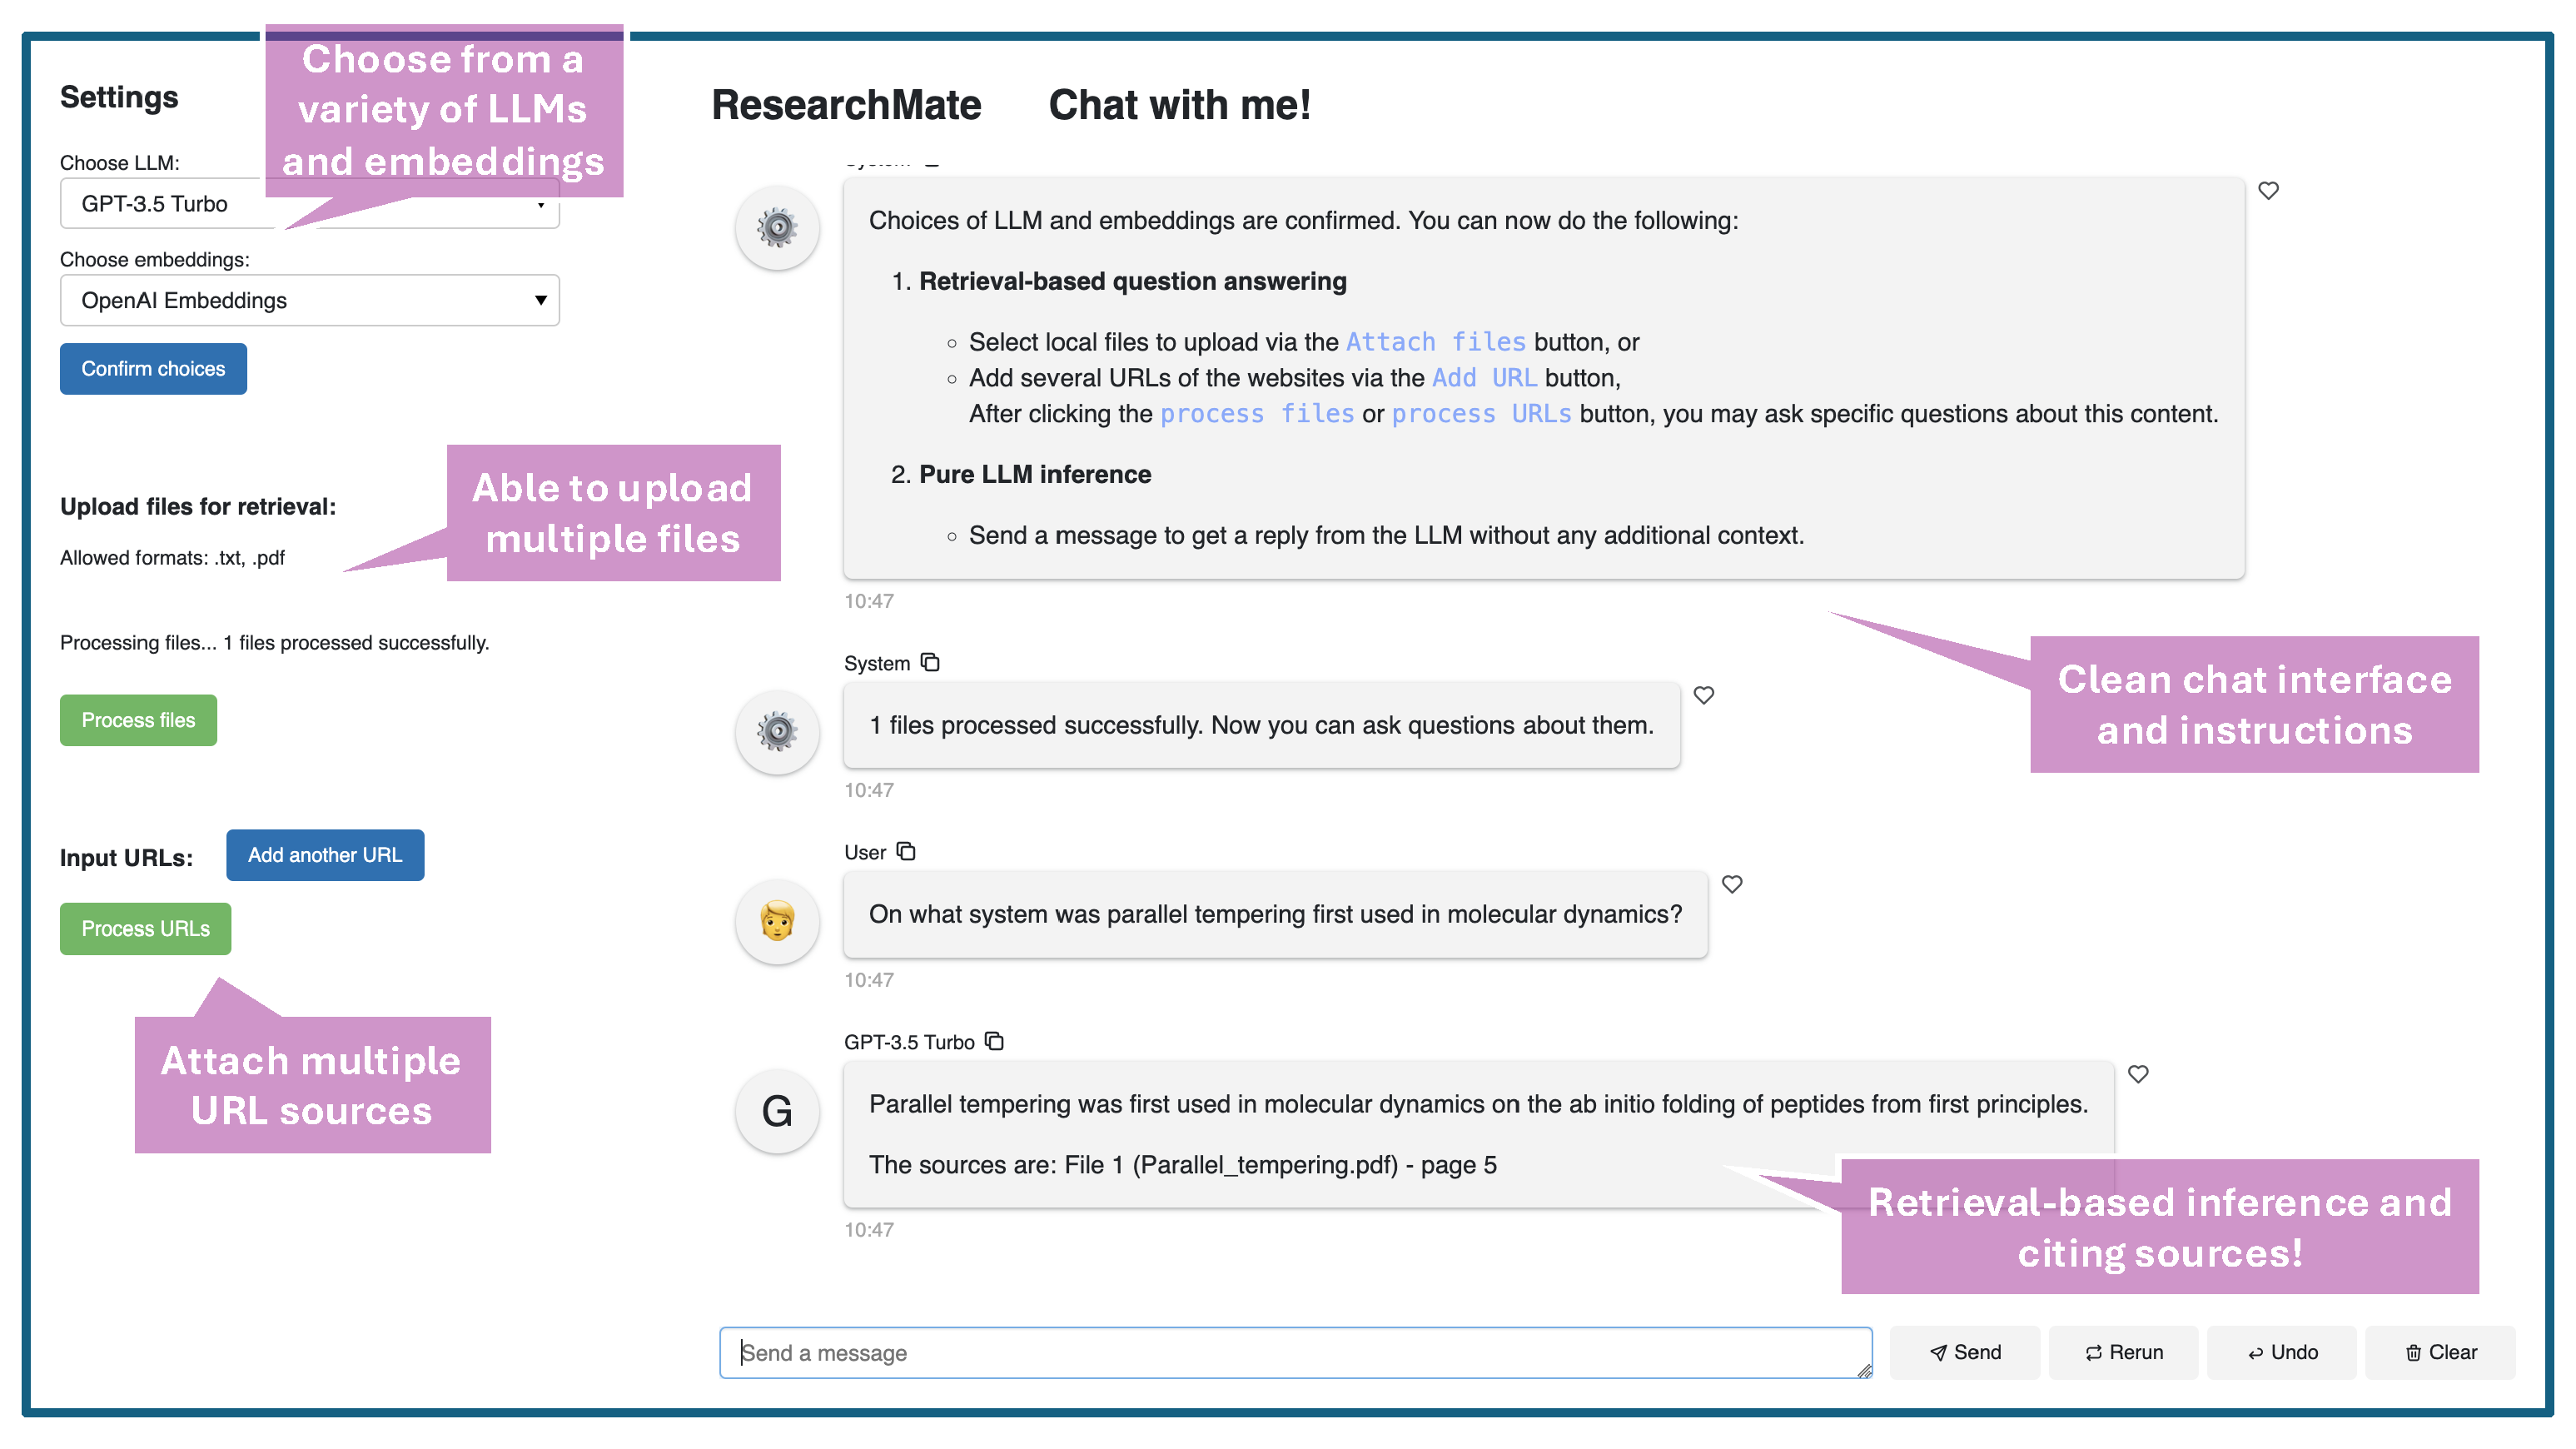 Settings
Choose from a
variety of LLMs
and embeddings
Choose LLM:
GPT-3.5 Turbo
Choose embeddings:
OpenAI Embeddings
Confirm choices
Upload files for retrieval:
Allowed formats: .txt, .pdf
Able to upload
multiple files
Processing files... 1 files processed successfully.
Process files
Input URLs:
Add another URL
Process URLs
Attach multiple
URL sources
ResearchMate
Chat with me!
System
Choices of LLM and embeddings are confirmed. You can now do the following:
1. Retrieval-based question answering
Select local files to upload via the Attach files button, or
Add several URLs of the websites via the Add URL button,
After clicking the process files or process URLs button, you may ask specific questions about this content.
2. Pure LLM inference
Send a message to get a reply from the LLM without any additional context.
10:47
Clean chat interface
and instructions
System
1 files processed successfully. Now you can ask questions about them.
10:47
User
On what system was parallel tempering first used in molecular dynamics?
10:47
GPT-3.5 Turbo
G
Parallel tempering was first used in molecular dynamics on the ab initio folding of peptides from first principles.
The sources are: File 1 (Parallel_tempering.pdf) - page 5
10:47
Retrieval-based inference and
citing sources!
Send a message
Send
Rerun
Undo
Clear